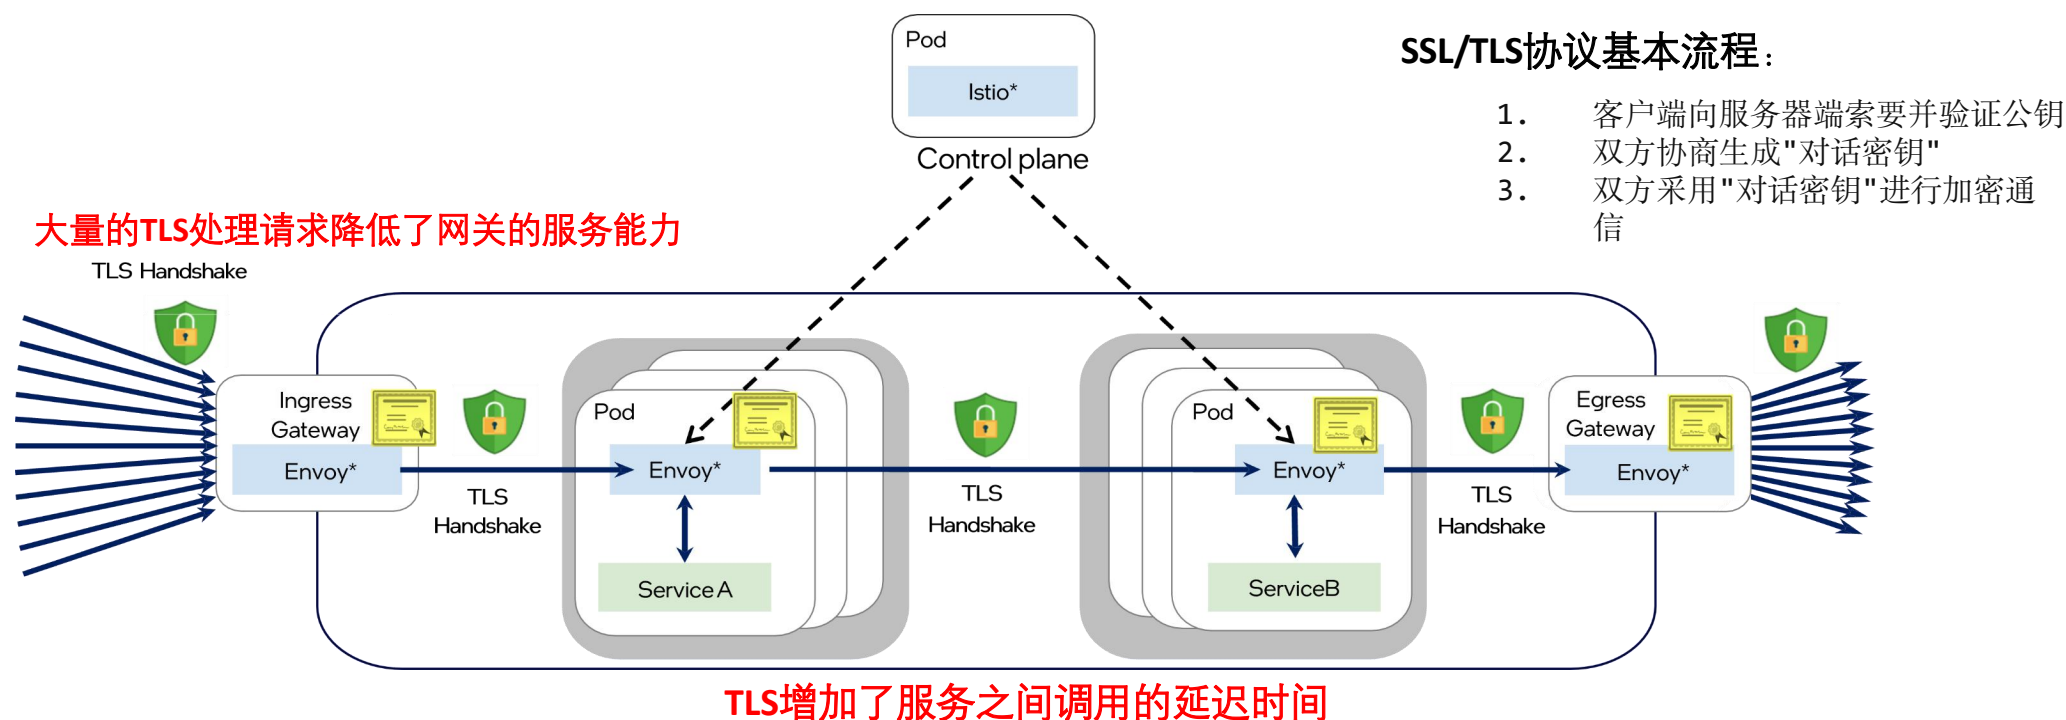 Pod
Istio*
Control plane
SSL/TLS协议基本流程：
1. 客户端向服务器端索要并验证公钥
2. 双方协商生成"对话密钥"
3. 双方采用"对话密钥"进行加密通
信
大量的TLS处理请求降低了网关的服务能力
TLS Handshake
Ingress
Gateway
Envoy*
TLS
Handshake
Pod
Envoy*
Service A
TLS
Handshake
Pod
Envoy*
ServiceB
TLS
Handshake
Egress
Gateway
Envoy*
TLS增加了服务之间调用的延迟时间